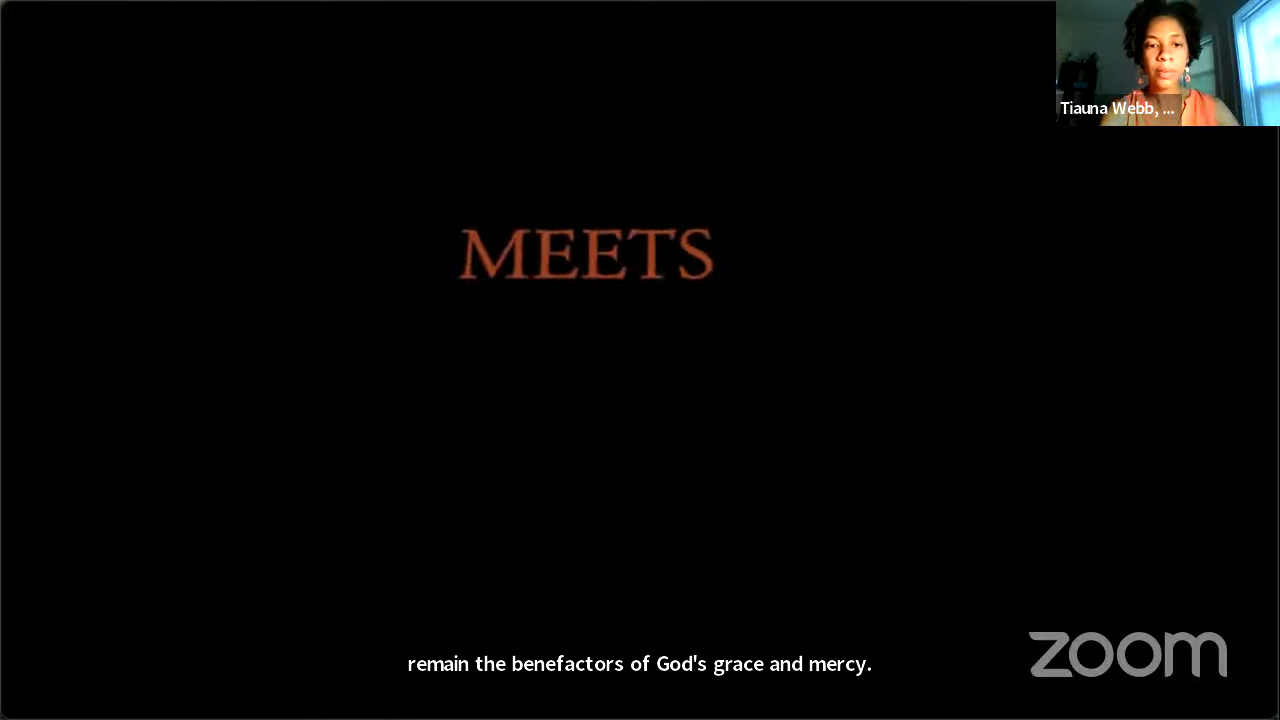 Tiauna Webb, ...
MEETS
remain the benefactors of God's grace and mercy.
zoom